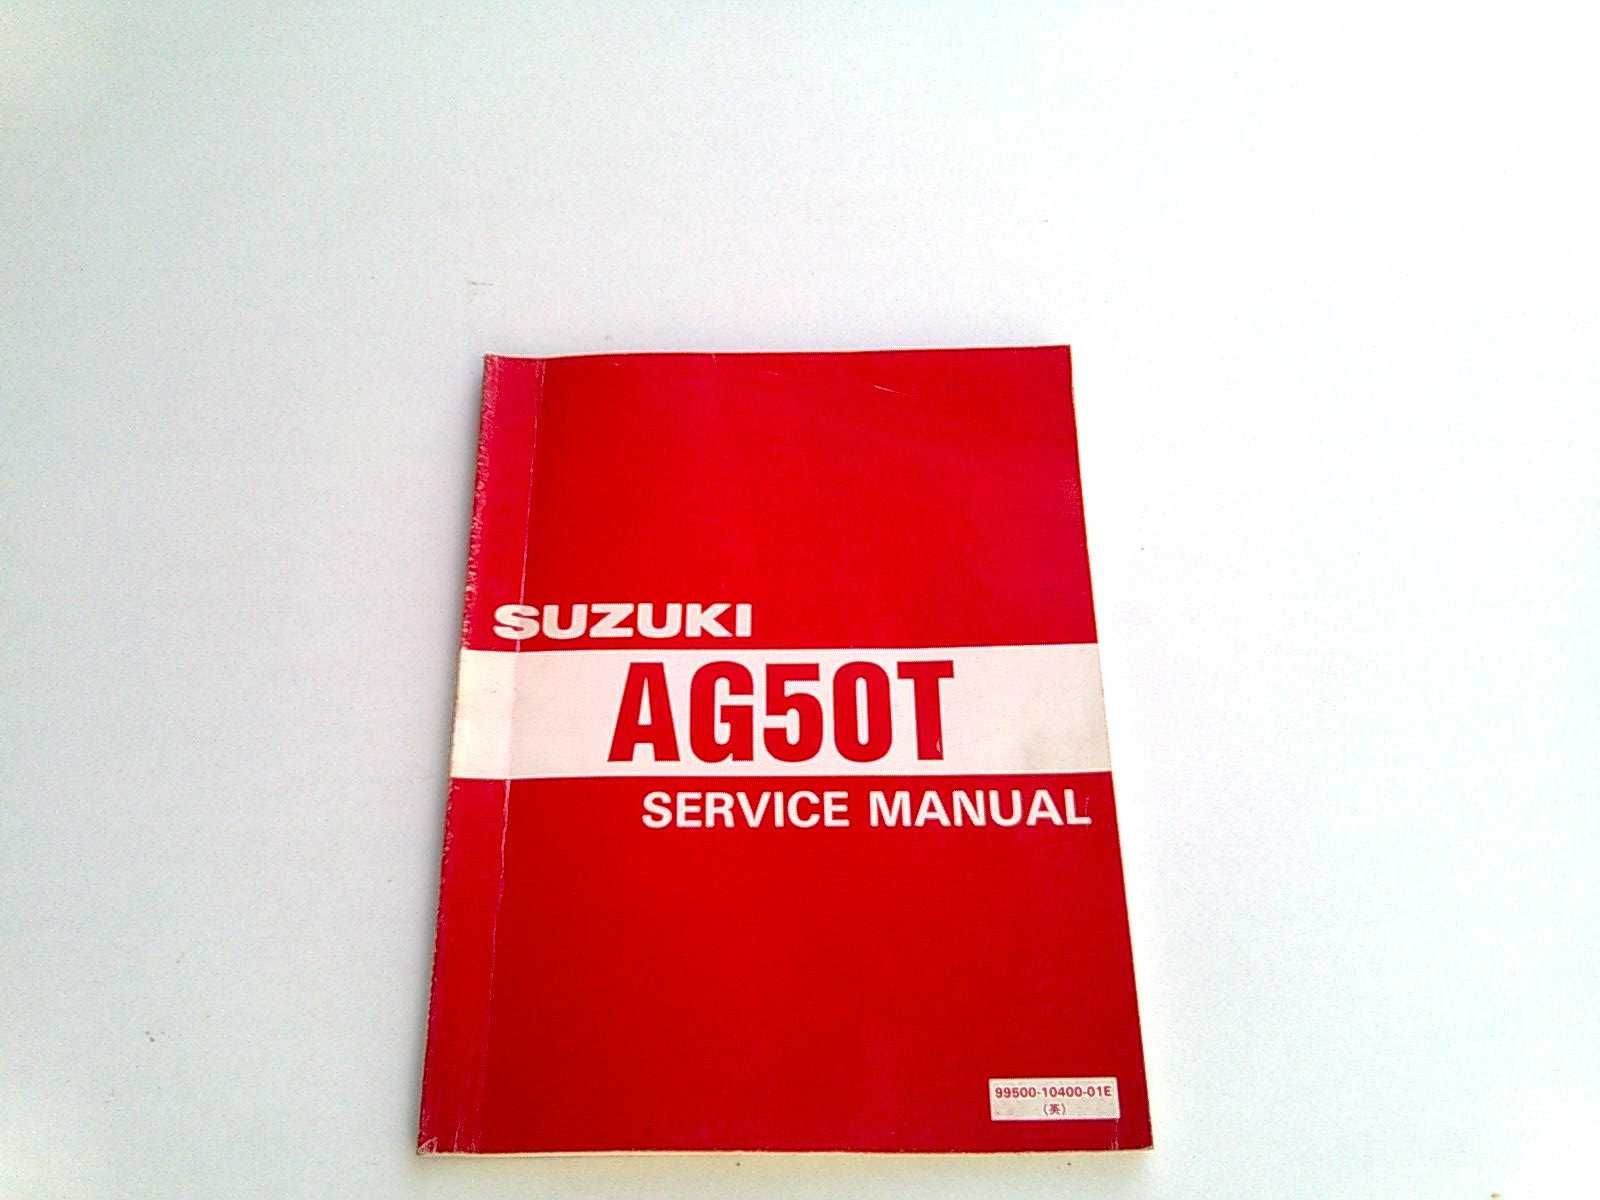 SUZUKI
AG50T
SERVICE MANUAL
99500-10400-01E
(英)